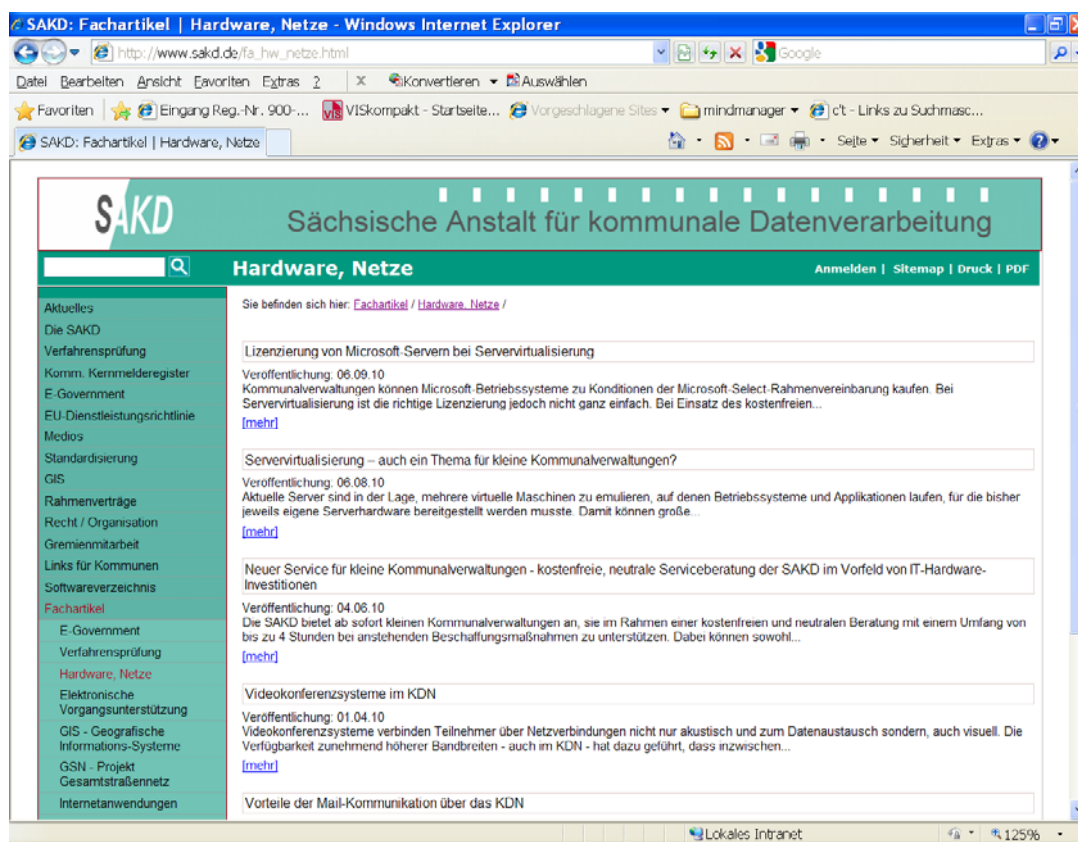 SAKD: Fachartikel | Hardware, Netze - Windows Internet Explorer
http://www.sakd.de/fa_hw_netze.html
Google
Datei Bearbeiten Ansicht Favoriten Extras ?
x Konvertieren Auswählen
Favoriten Eingang Reg.-Nr. 900-... VISkompakt - Startseite... Vorgeschlagene Sites mindmanager c't - Links zu Suchmasc...
SAKD: Fachartikel | Hardware, Netze
Seite Sicherheit Extras
SAKD
Sächsische Anstalt für kommunale Datenverarbeitung
Hardware, Netze
Anmelden | Sitemap | Druck | PDF
Aktuelles
Die SAKD
Verfahrensprüfung
Komm. Kernmelderegister
E-Government
EU-Dienstleistungsrichtlinie
Medios
Standardisierung
GIS
Rahmenverträge
Recht / Organisation
Gremienmitarbeit
Links für Kommunen
Softwareverzeichnis
Fachartikel
E-Government
Verfahrensprüfung
Hardware, Netze
Elektronische
Vorgangsunterstützung
GIS - Geografische
Informations-Systeme
GSN - Projekt
Gesamtstraßennetz
Internetanwendungen
Sie befinden sich hier: Fachartikel / Hardware, Netze /
Lizenzierung von Microsoft-Servern bei Servervirtualisierung
Veröffentlichung: 06.09.10
Kommunalverwaltungen können Microsoft-Betriebssysteme zu Konditionen der Microsoft-Select-Rahmenvereinbarung kaufen. Bei
Servervirtualisierung ist die richtige Lizenzierung jedoch nicht ganz einfach. Bei Einsatz des kostenfreien...
[mehr]
Servervirtualisierung – auch ein Thema für kleine Kommunalverwaltungen?
Veröffentlichung: 06.08.10
Aktuelle Server sind in der Lage, mehrere virtuelle Maschinen zu emulieren, auf denen Betriebssysteme und Applikationen laufen, für die bisher
jeweils eigene Serverhardware bereitgestellt werden musste. Damit können große...
[mehr]
Neuer Service für kleine Kommunalverwaltungen - kostenfreie, neutrale Serviceberatung der SAKD im Vorfeld von IT-Hardware-
Investitionen
Veröffentlichung: 04.06.10
Die SAKD bietet ab sofort kleinen Kommunalverwaltungen an, sie im Rahmen einer kostenfreien und neutralen Beratung mit einem Umfang von
bis zu 4 Stunden bei anstehenden Beschaffungsmaßnahmen zu unterstützen. Dabei können sowohl...
[mehr]
Videokonferenzsysteme im KDN
Veröffentlichung: 01.04.10
Videokonferenzsysteme verbinden Teilnehmer über Netzverbindungen nicht nur akustisch und zum Datenaustausch sondern, auch visuell. Die
Verfügbarkeit zunehmend höherer Bandbreiten - auch im KDN - hat dazu geführt, dass inzwischen...
[mehr]
Vorteile der Mail-Kommunikation über das KDN
Lokales Intranet
125%